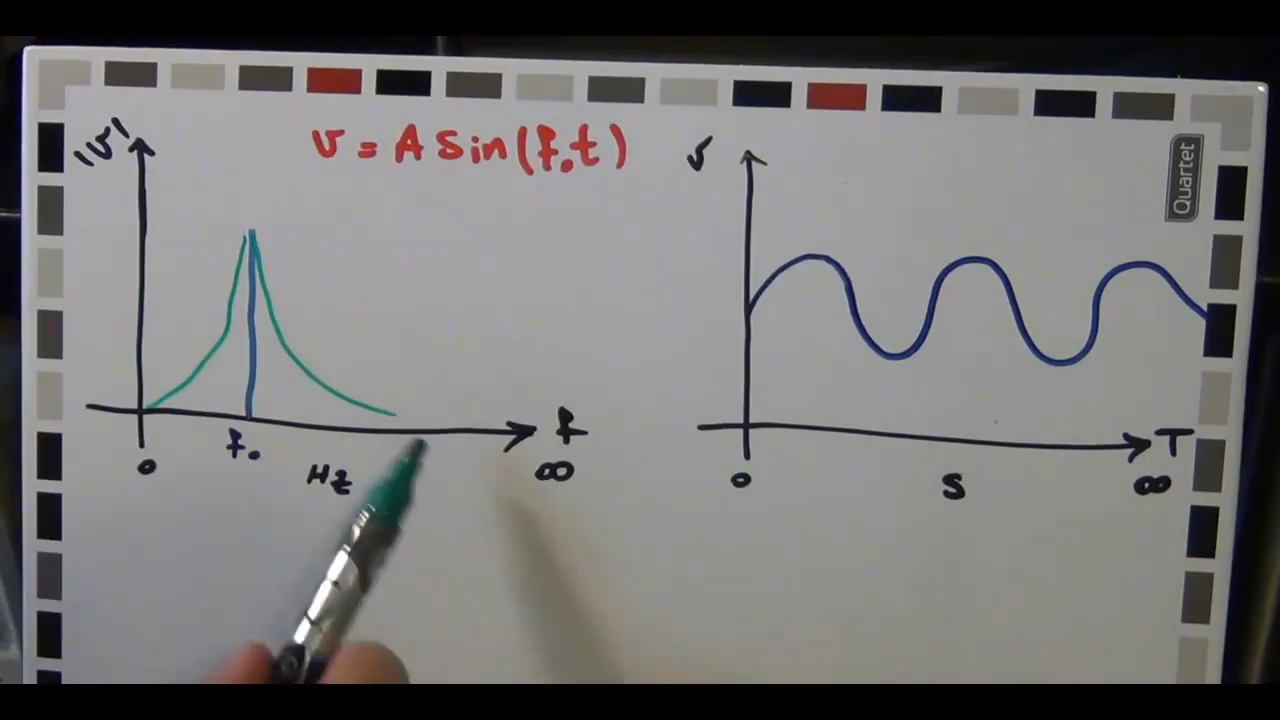 |v|
v = A sin(f₀t)
f₀
Hz
f
0
∞
v
T
0
s
∞
Quartet